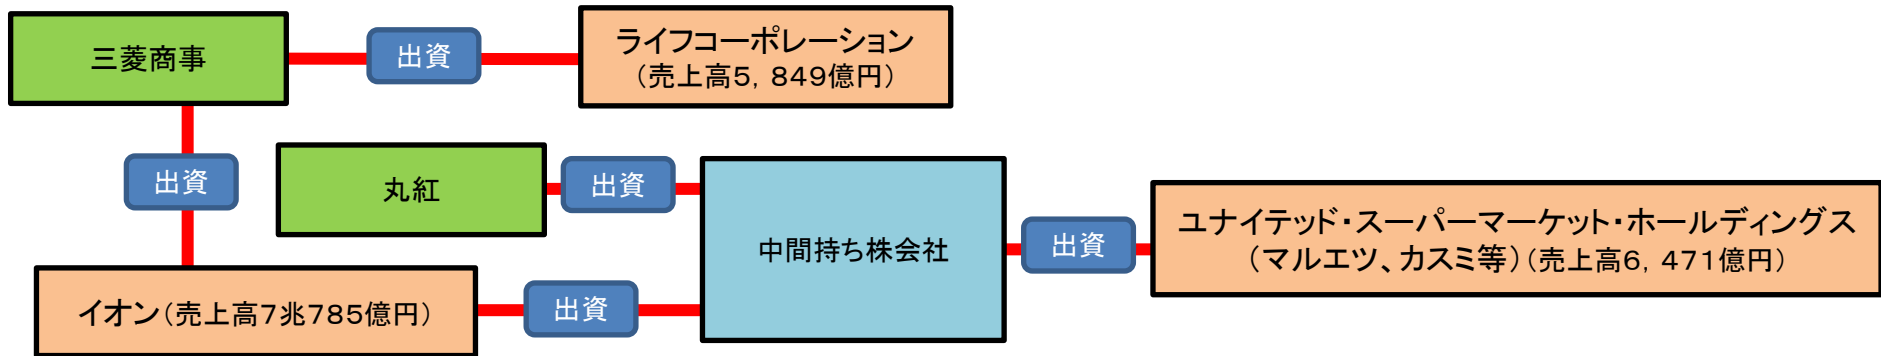 三菱商事
出資
ライフコーポレーション
（売上高５，８４９億円）
出資
丸紅
出資
中間持ち株会社
出資
ユナイテッド・スーパーマーケット・ホールディングス
（マルエツ、カスミ等）（売上高６，４７１億円）
イオン（売上高７兆７８５億円）
出資